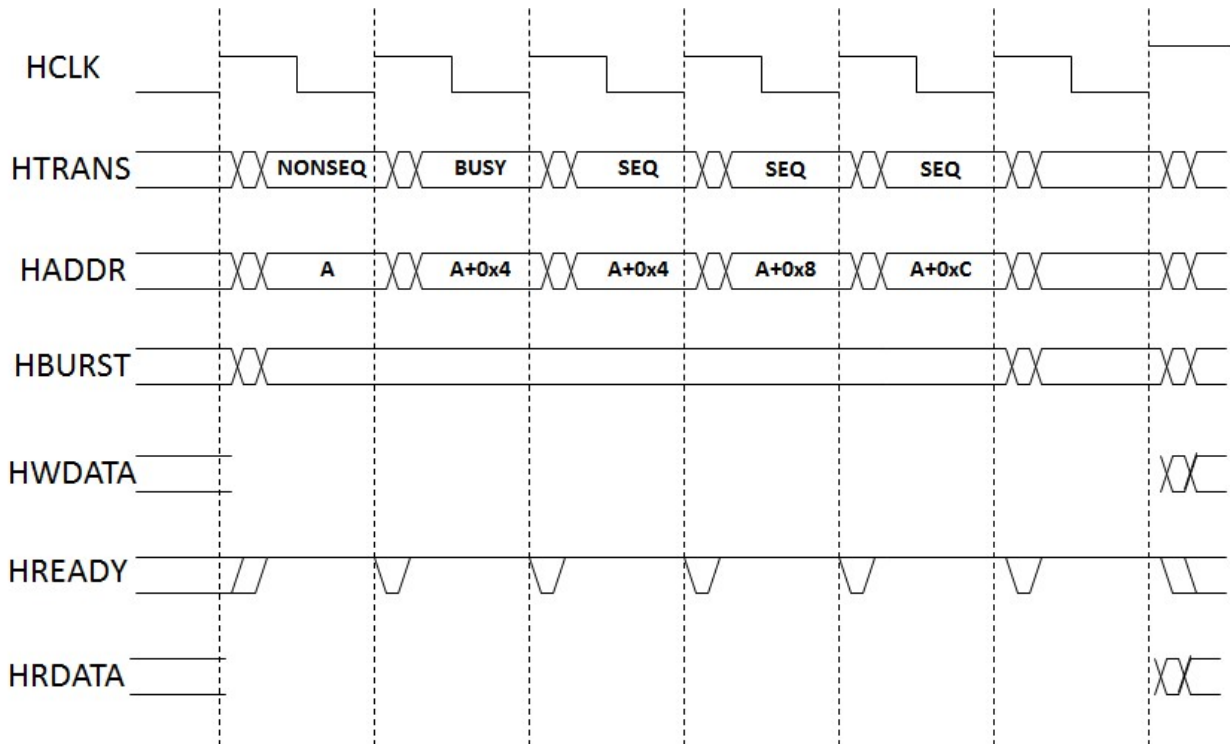 HCLK
HTRANS NONSEQ BUSY SEQ SEQ SEQ
HADDR A A+0x4 A+0x4 A+0x8 A+0xC
HBURST
HWDATA
HREADY
HRDATA